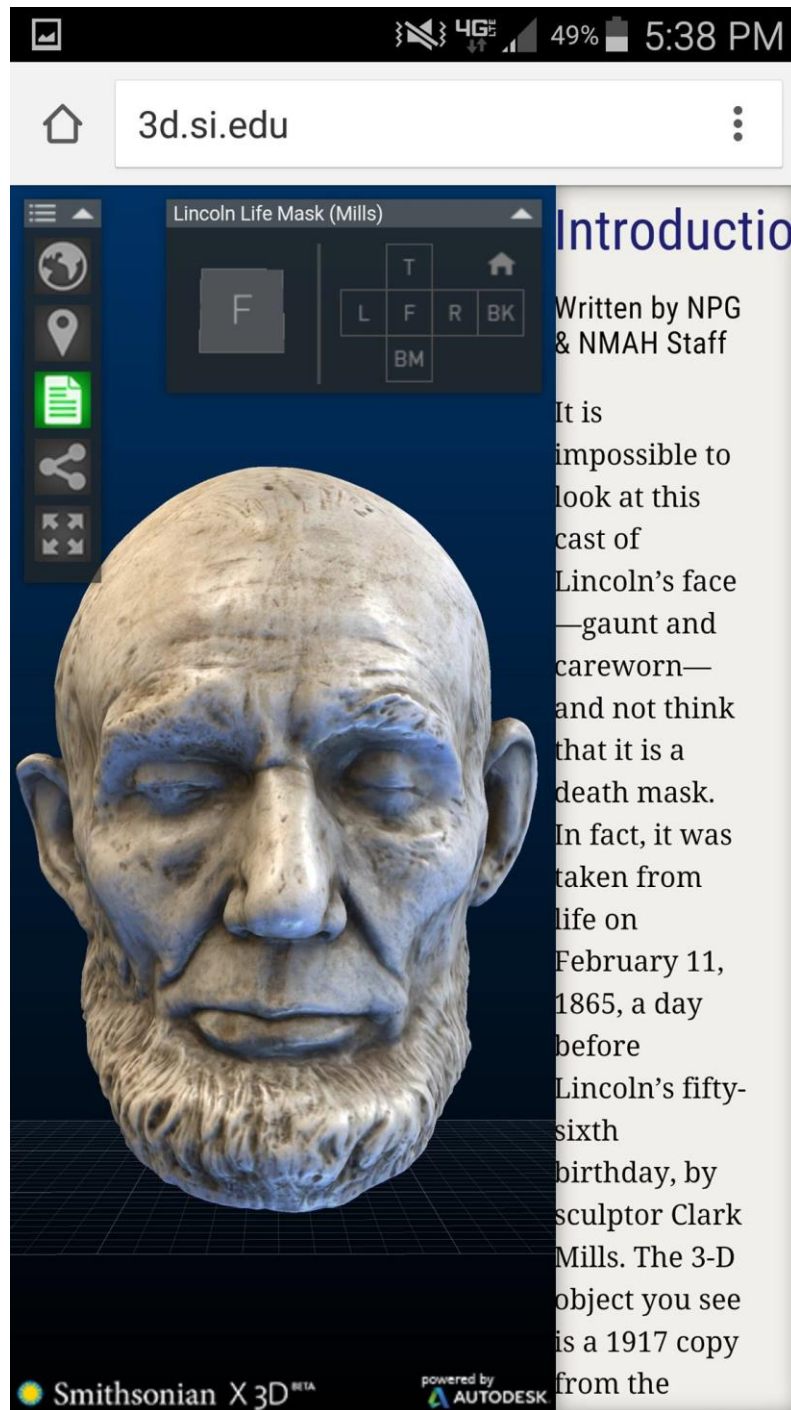 4G LTE 49% 5:38 PM
3d.si.edu
Lincoln Life Mask (Mills)
F
T
L F R BK
BM
Introductio
Written by NPG
& NMAH Staff
It is
impossible to
look at this
cast of
Lincoln’s face
—gaunt and
careworn—
and not think
that it is a
death mask.
In fact, it was
taken from
life on
February 11,
1865, a day
before
Lincoln’s fifty-
sixth
birthday, by
sculptor Clark
Mills. The 3-D
object you see
is a 1917 copy
from the
Smithsonian X 3D BETA
powered by
AUTODESK